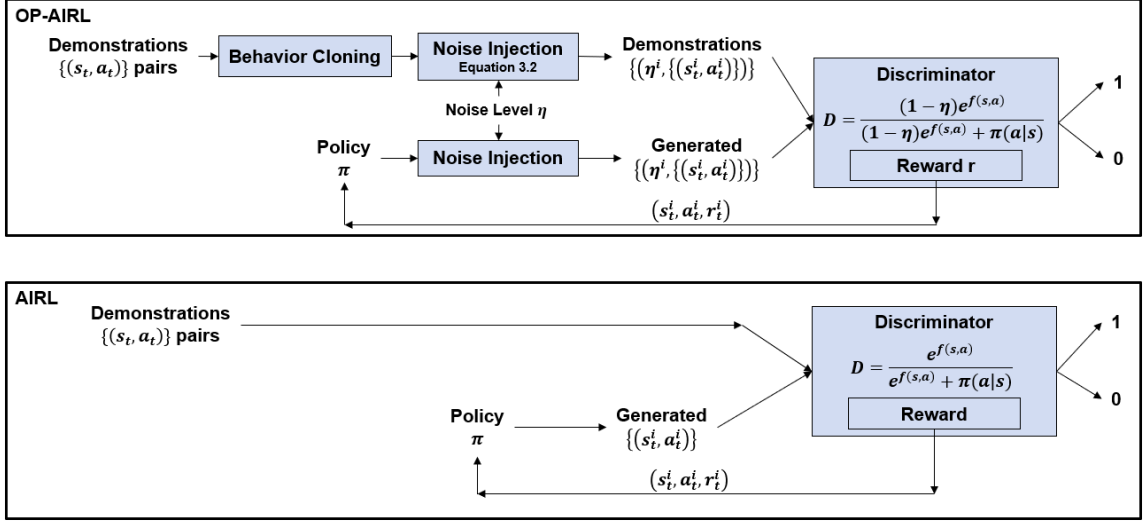 OP-AIRL
Demonstrations
{(s_t, a_t)} pairs
Behavior Cloning
Noise Injection
Equation 3.2
Demonstrations
{(η^i, {(s_t^i, a_t^i)})}
Noise Level η
Policy
π
Noise Injection
Generated
{(η^i, {(s_t^i, a_t^i)})}
Discriminator
D = (1 − η)e^{f(s,a)} / ((1 − η)e^{f(s,a)} + π(a|s))
Reward r
1
0
(s_t^i, a_t^i, r_t^i)
AIRL
Demonstrations
{(s_t, a_t)} pairs
Policy
π
Generated
{(s_t^i, a_t^i)}
Discriminator
D = e^{f(s,a)} / (e^{f(s,a)} + π(a|s))
Reward
1
0
(s_t^i, a_t^i, r_t^i)